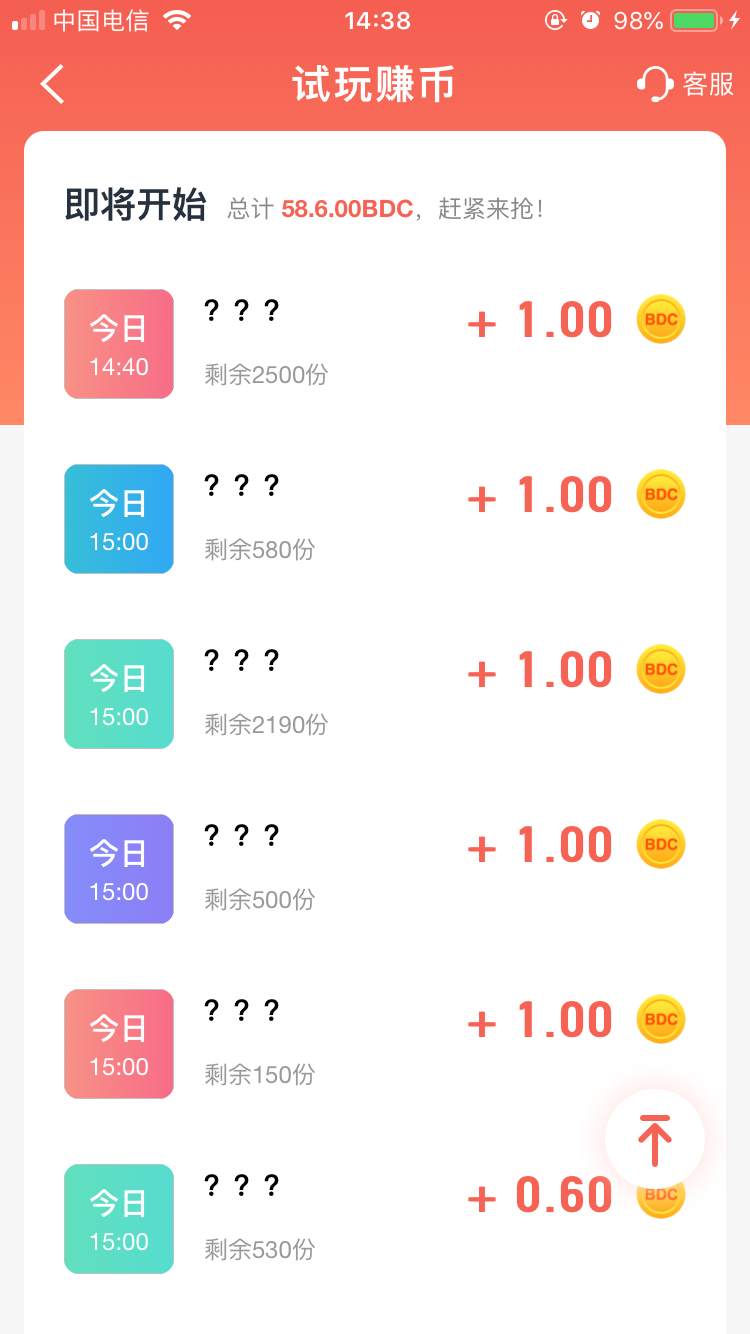 中国电信 14:38 98%
试玩赚币 客服
即将开始 总计 58.6.00BDC，赶紧来抢！
今日 ？？？ + 1.00 BDC
14:40 剩余2500份
今日 ？？？ + 1.00 BDC
15:00 剩余580份
今日 ？？？ + 1.00 BDC
15:00 剩余2190份
今日 ？？？ + 1.00 BDC
15:00 剩余500份
今日 ？？？ + 1.00 BDC
15:00 剩余150份
今日 ？？？ + 0.60 BDC
15:00 剩余530份